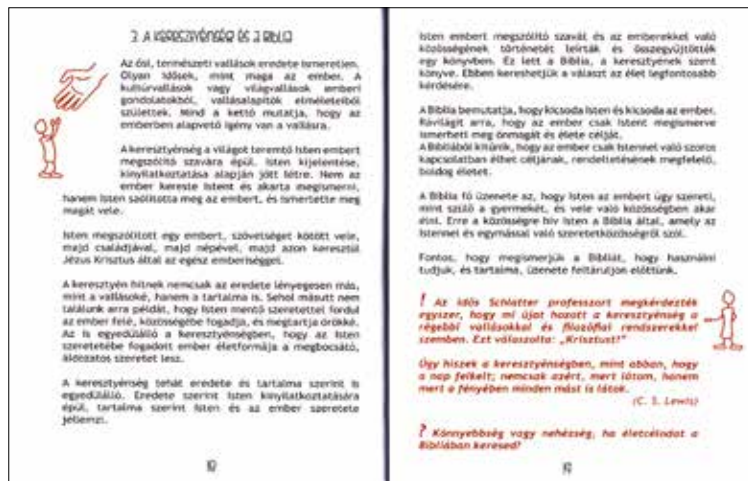 3. A KERESZTYÉNSÉG ÉS A BIBLIA
Az ősi, természeti vallások eredete ismeretlen.
Olyan idősek, mint maga az ember. A
kultúrvallások vagy világvallások emberi
gondolatokból, vallásalapítók elméleteiből
születtek. Mind a kettő mutatja, hogy az
emberben alapvető igény van a vallásra.
A keresztyénség a világot teremtő Isten embert
megszólító szavára épül. Isten kijelentése,
kinyilatkoztatása alapján jött létre. Nem az
ember kereste Istent és akarta megismerni,
hanem Isten szólította meg az embert, és ismertette meg
magát vele.
Isten megszólított egy embert, szövetséget kötött vele,
majd családjával, majd népével, majd azon keresztül
Jézus Krisztus által az egész emberiséggel.
A keresztyén hitnek nemcsak az eredete lényegesen más,
mint a vallásoké, hanem a tartalma is. Sehol másutt nem
találunk arra példát, hogy Isten mentő szeretettel fordul
az ember felé, közösségébe fogadja, és megtartja örökké.
Az is egyedülálló a keresztyénségben, hogy az Isten
szeretetébe fogadott ember életformája a megbocsátó,
áldozatos szeretet lesz.
A keresztyénség tehát eredete és tartalma szerint is
egyedülálló. Eredete szerint Isten kinyilatkoztatására
épül, tartalma szerint Isten és az ember szeretete
jellemzi.
Isten embert megszólító szavát és az emberekkel való
közösségének történetét leírták és összegyűjtötték
egy könyvben. Ez lett a Biblia, a keresztyének szent
könyve. Ebben kereshetjük a választ az élet legfontosabb
kérdésére.
A Biblia bemutatja, hogy kicsoda Isten és kicsoda az ember.
Rávilágít arra, hogy az ember csak Istent megismerve
ismerheti meg önmagát és élete célját.
A Bibliából kitűnik, hogy az ember csak Istennel való szoros
kapcsolatban élhet céljának, rendeltetésének megfelelő,
boldog életet.
A Biblia fő üzenete az, hogy Isten az embert úgy szereti,
mint szülő a gyermekét, és vele való közösségben akar
élni. Erre a közösségre hív Isten a Biblia által, amely az
Istennel és egymással való szeretetközösségről szól.
Fontos, hogy megismerjük a Bibliát, hogy használni
tudjuk, és tartalma, üzenete feltáruljon előttünk.
! Az idős Schlatter professzort megkérdezték
egyszer, hogy mi újat hozott a keresztyénség a
régebbi vallásokkal és filozófiai rendszerekkel
szemben. Ezt válaszolta: „Krisztust!”
Úgy hiszek a keresztyénségben, mint abban, hogy
a nap felkelt; nemcsak azért, mert látom, hanem
mert a fényében minden mást is látok.
(C. S. Lewis)
? Könnyebbség vagy nehézség, ha életcélodat a
Bibliában keresed?